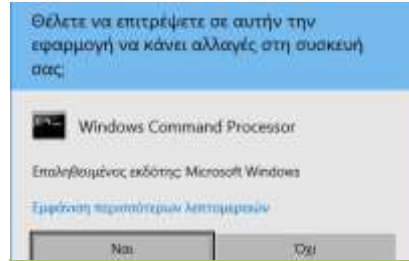 Θέλετε να επιτρέψετε σε αυτήν την
εφαρμογή να κάνει αλλαγές στη συσκευή
σας;
Windows Command Processor
Επαληθευμένος εκδότης: Microsoft Windows
Εμφάνιση περισσότερων λεπτομερειών
Ναι Όχι